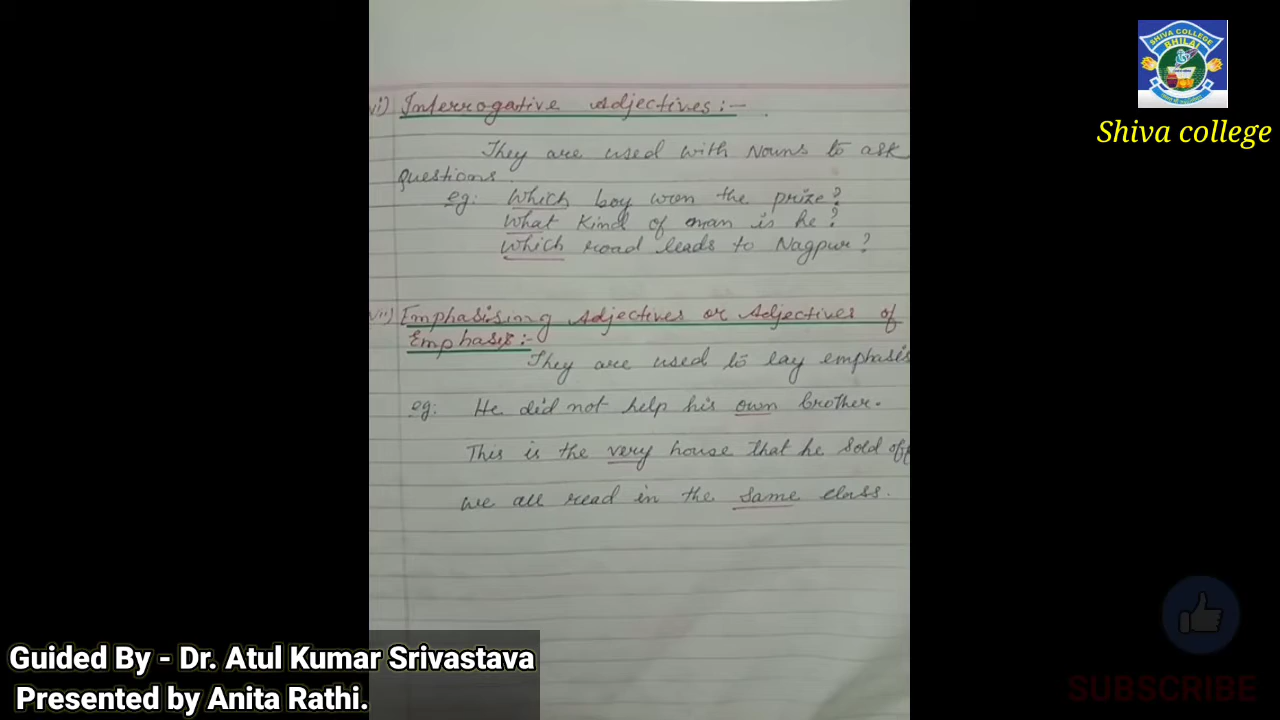 vi) Interrogative Adjectives :-
They are used with Nouns to ask
questions.
eg: Which boy won the prize?
What kind of man is he?
Which road leads to Nagpur?
vii) Emphasising Adjectives or Adjectives of
Emphasis :-
They are used to lay emphasis
eg: He did not help his own brother.
This is the very house that he sold off
we all read in the same class.
SHIVA COLLEGE
BHILAI
Shiva college
Guided By - Dr. Atul Kumar Srivastava
Presented by Anita Rathi.
SUBSCRIBE